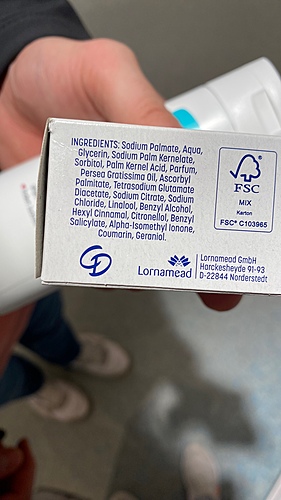 INGREDIENTS: Sodium Palmate, Aqua,
Glycerin, Sodium Palm Kernelate,
Sorbitol, Palm Kernel Acid, Parfum,
Persea Gratissima Oil, Ascorbyl
Palmitate, Tetrasodium Glutamate
Diacetate, Sodium Citrate, Sodium
Chloride, Linalool, Benzyl Alcohol,
Hexyl Cinnamal, Citronellol, Benzyl
Salicylate, Alpha-Isomethyl Ionone,
Coumarin, Geraniol.
FSC
MIX
Karton
FSC® C103965
Lornamead
Lornamead GmbH
Harckesheyde 91-93
D-22844 Norderstedt